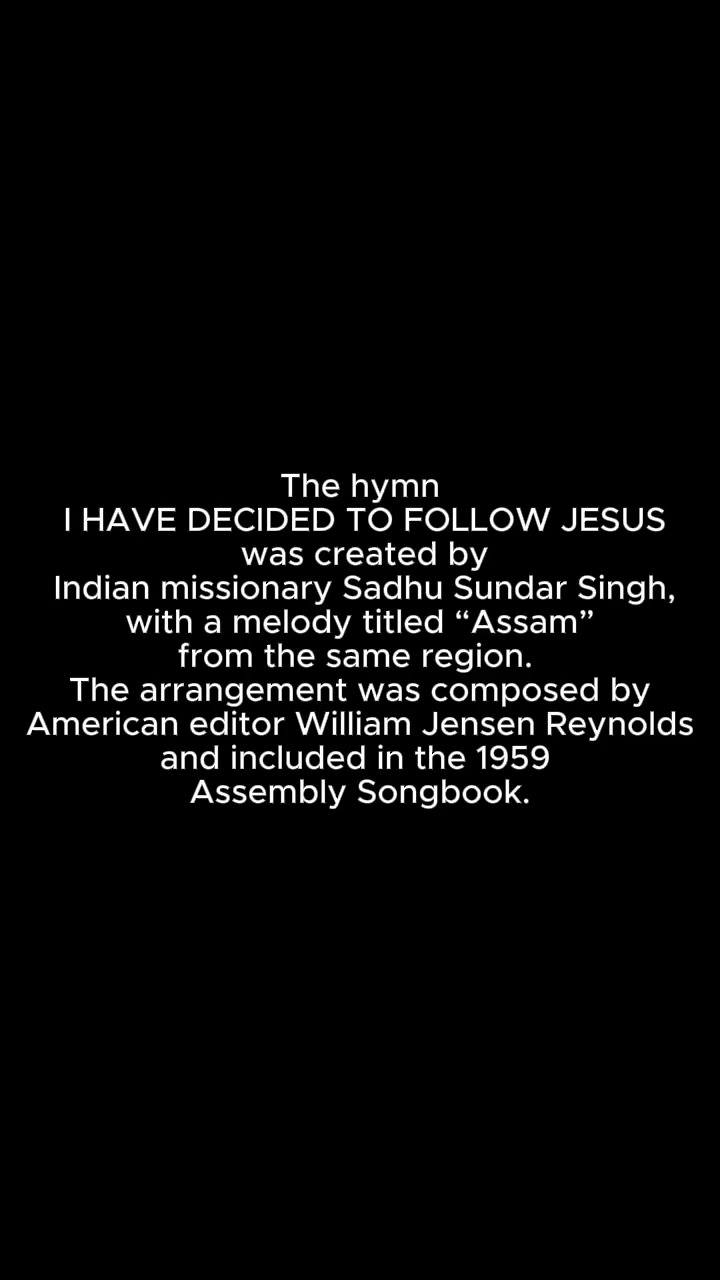 The hymn
I HAVE DECIDED TO FOLLOW JESUS
was created by
Indian missionary Sadhu Sundar Singh,
with a melody titled “Assam”
from the same region.
The arrangement was composed by
American editor William Jensen Reynolds
and included in the 1959
Assembly Songbook.